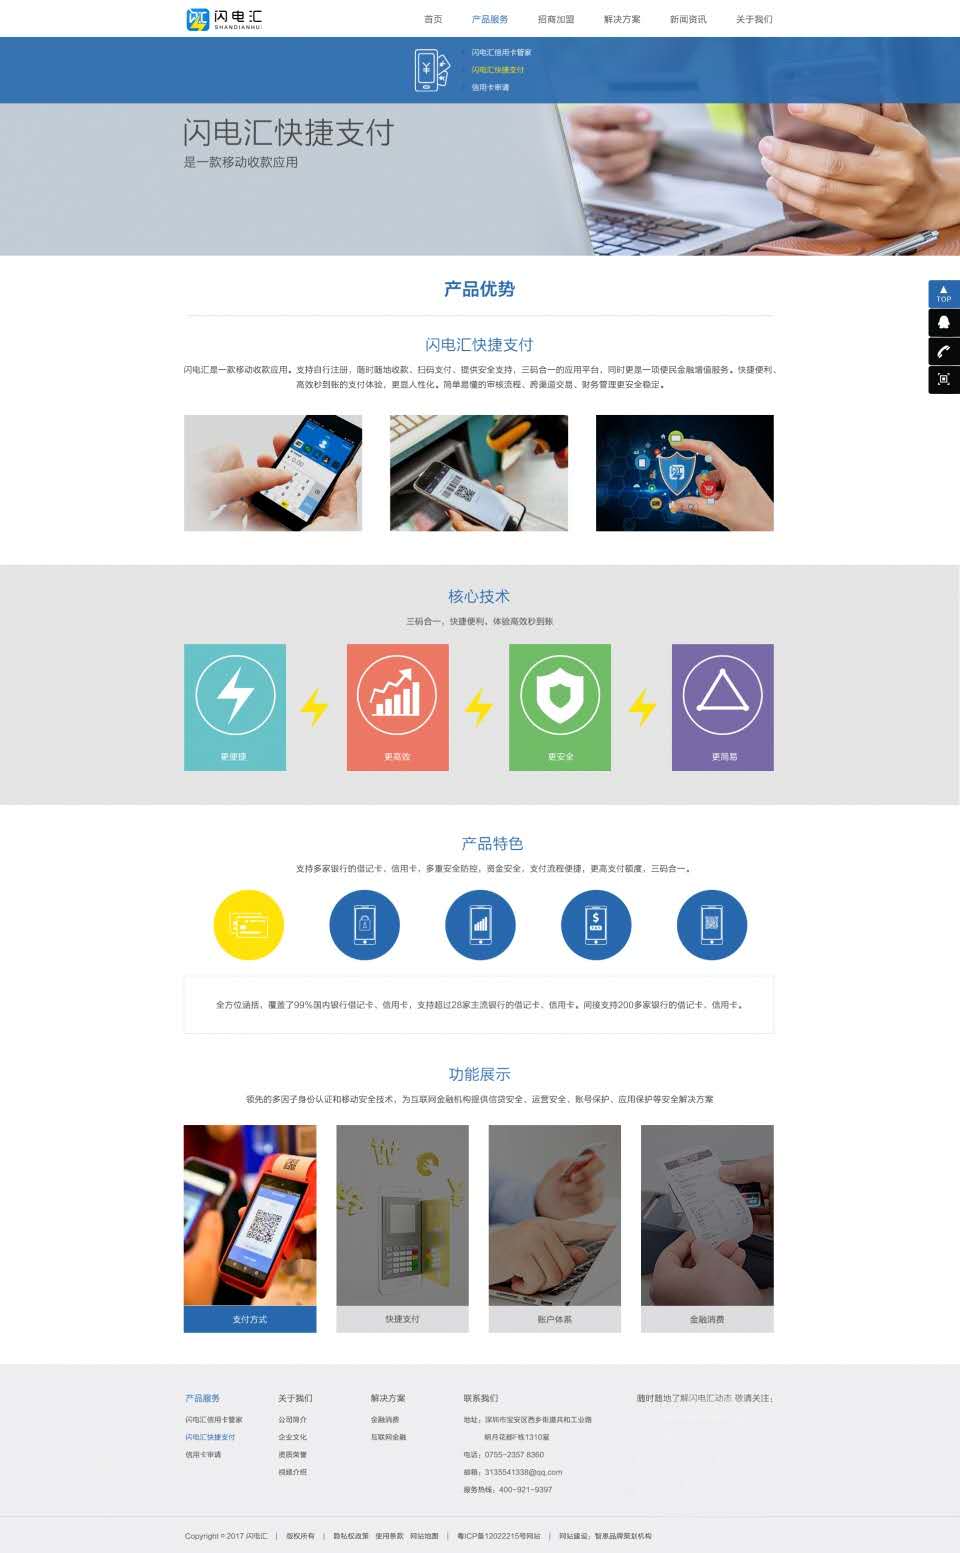 闪电汇
SHANDIANHUI
首页 产品服务 招商加盟 解决方案 新闻资讯 关于我们
闪电汇信用卡管家
闪电汇快捷支付
信用卡申请
闪电汇快捷支付
是一款移动收款应用
TOP
产品优势
闪电汇快捷支付
闪电汇是一款移动收款应用。支持自行注册，随时随地收款、扫码支付、提供安全支持，三码合一的应用平台，同时更是一项便民金融增值服务。快捷便利、
高效秒到账的支付体验，更显人性化。简单易懂的审核流程、跨渠道交易、财务管理更安全稳定。
核心技术
三码合一，快捷便利、体验高效秒到账
更便捷 更高效 更安全 更简易
产品特色
支持多家银行的借记卡、信用卡，多重安全防控，资金安全，支付流程便捷，更高支付额度，三码合一。
全方位涵括，覆盖了99%国内银行借记卡、信用卡，支持超过28家主流银行的借记卡、信用卡。间接支持200多家银行的借记卡、信用卡。
功能展示
领先的多因子身份认证和移动安全技术，为互联网金融机构提供信贷安全、运营安全、账号保护、应用保护等安全解决方案
支付方式 快捷支付 账户体系 金融消费
产品服务 关于我们 解决方案 联系我们 随时随地了解闪电汇动态 敬请关注：
闪电汇信用卡管家 公司简介 金融消费 地址：深圳市宝安区西乡街道共和工业路
闪电汇快捷支付 企业文化 互联网金融 明月花都F栋1310室
信用卡申请 资质荣誉 电话：0755-2357 8360
视频介绍 邮箱：3135541338@qq.com
服务热线：400-921-9397
Copyright © 2017 闪电汇 | 版权所有 | 隐私权政策 使用条款 网站地图 | 粤ICP备12022215号网站 | 网站建设：智恩品牌策划机构